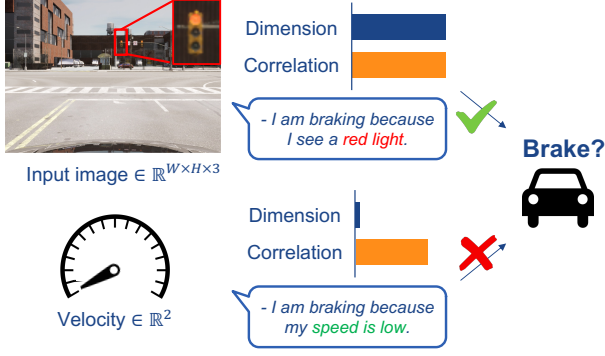 Dimension
Correlation
- I am braking because
I see a red light.
Input image ∈ ℝ^{W×H×3}
Brake?
Dimension
Correlation
- I am braking because
my speed is low.
Velocity ∈ ℝ²